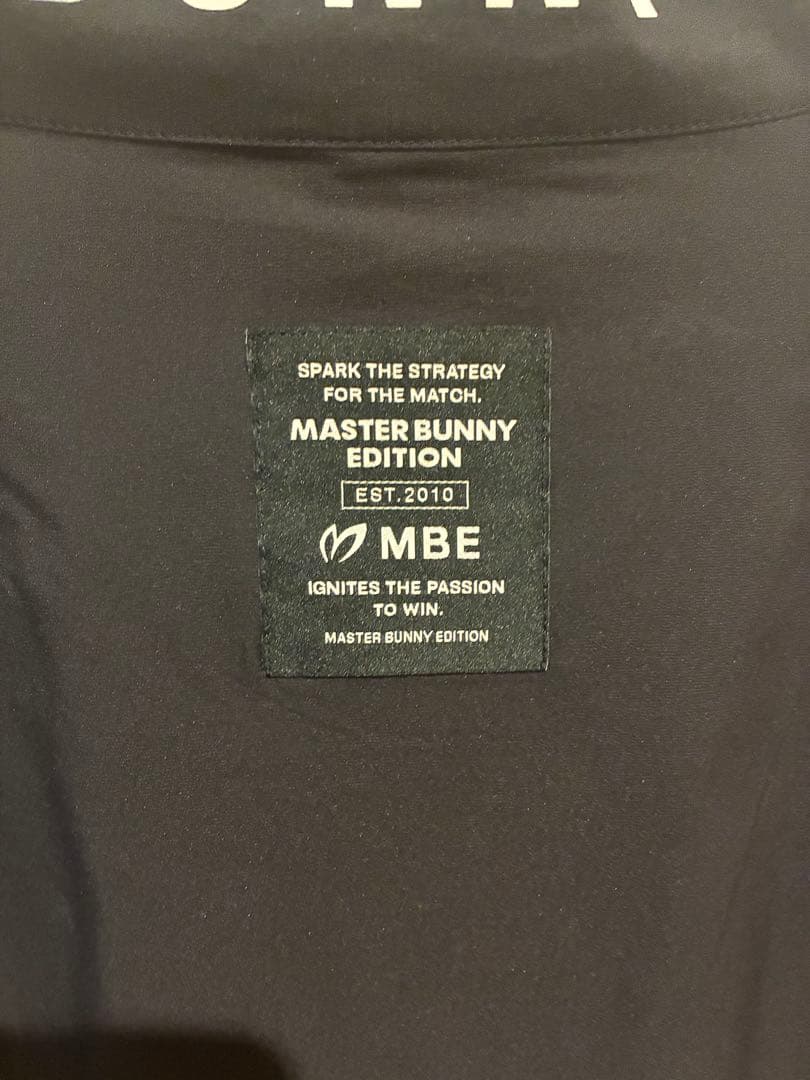 SPARK THE STRATEGY
FOR THE MATCH.
MASTER BUNNY
EDITION
EST.2010
MBE
IGNITES THE PASSION
TO WIN.
MASTER BUNNY EDITION